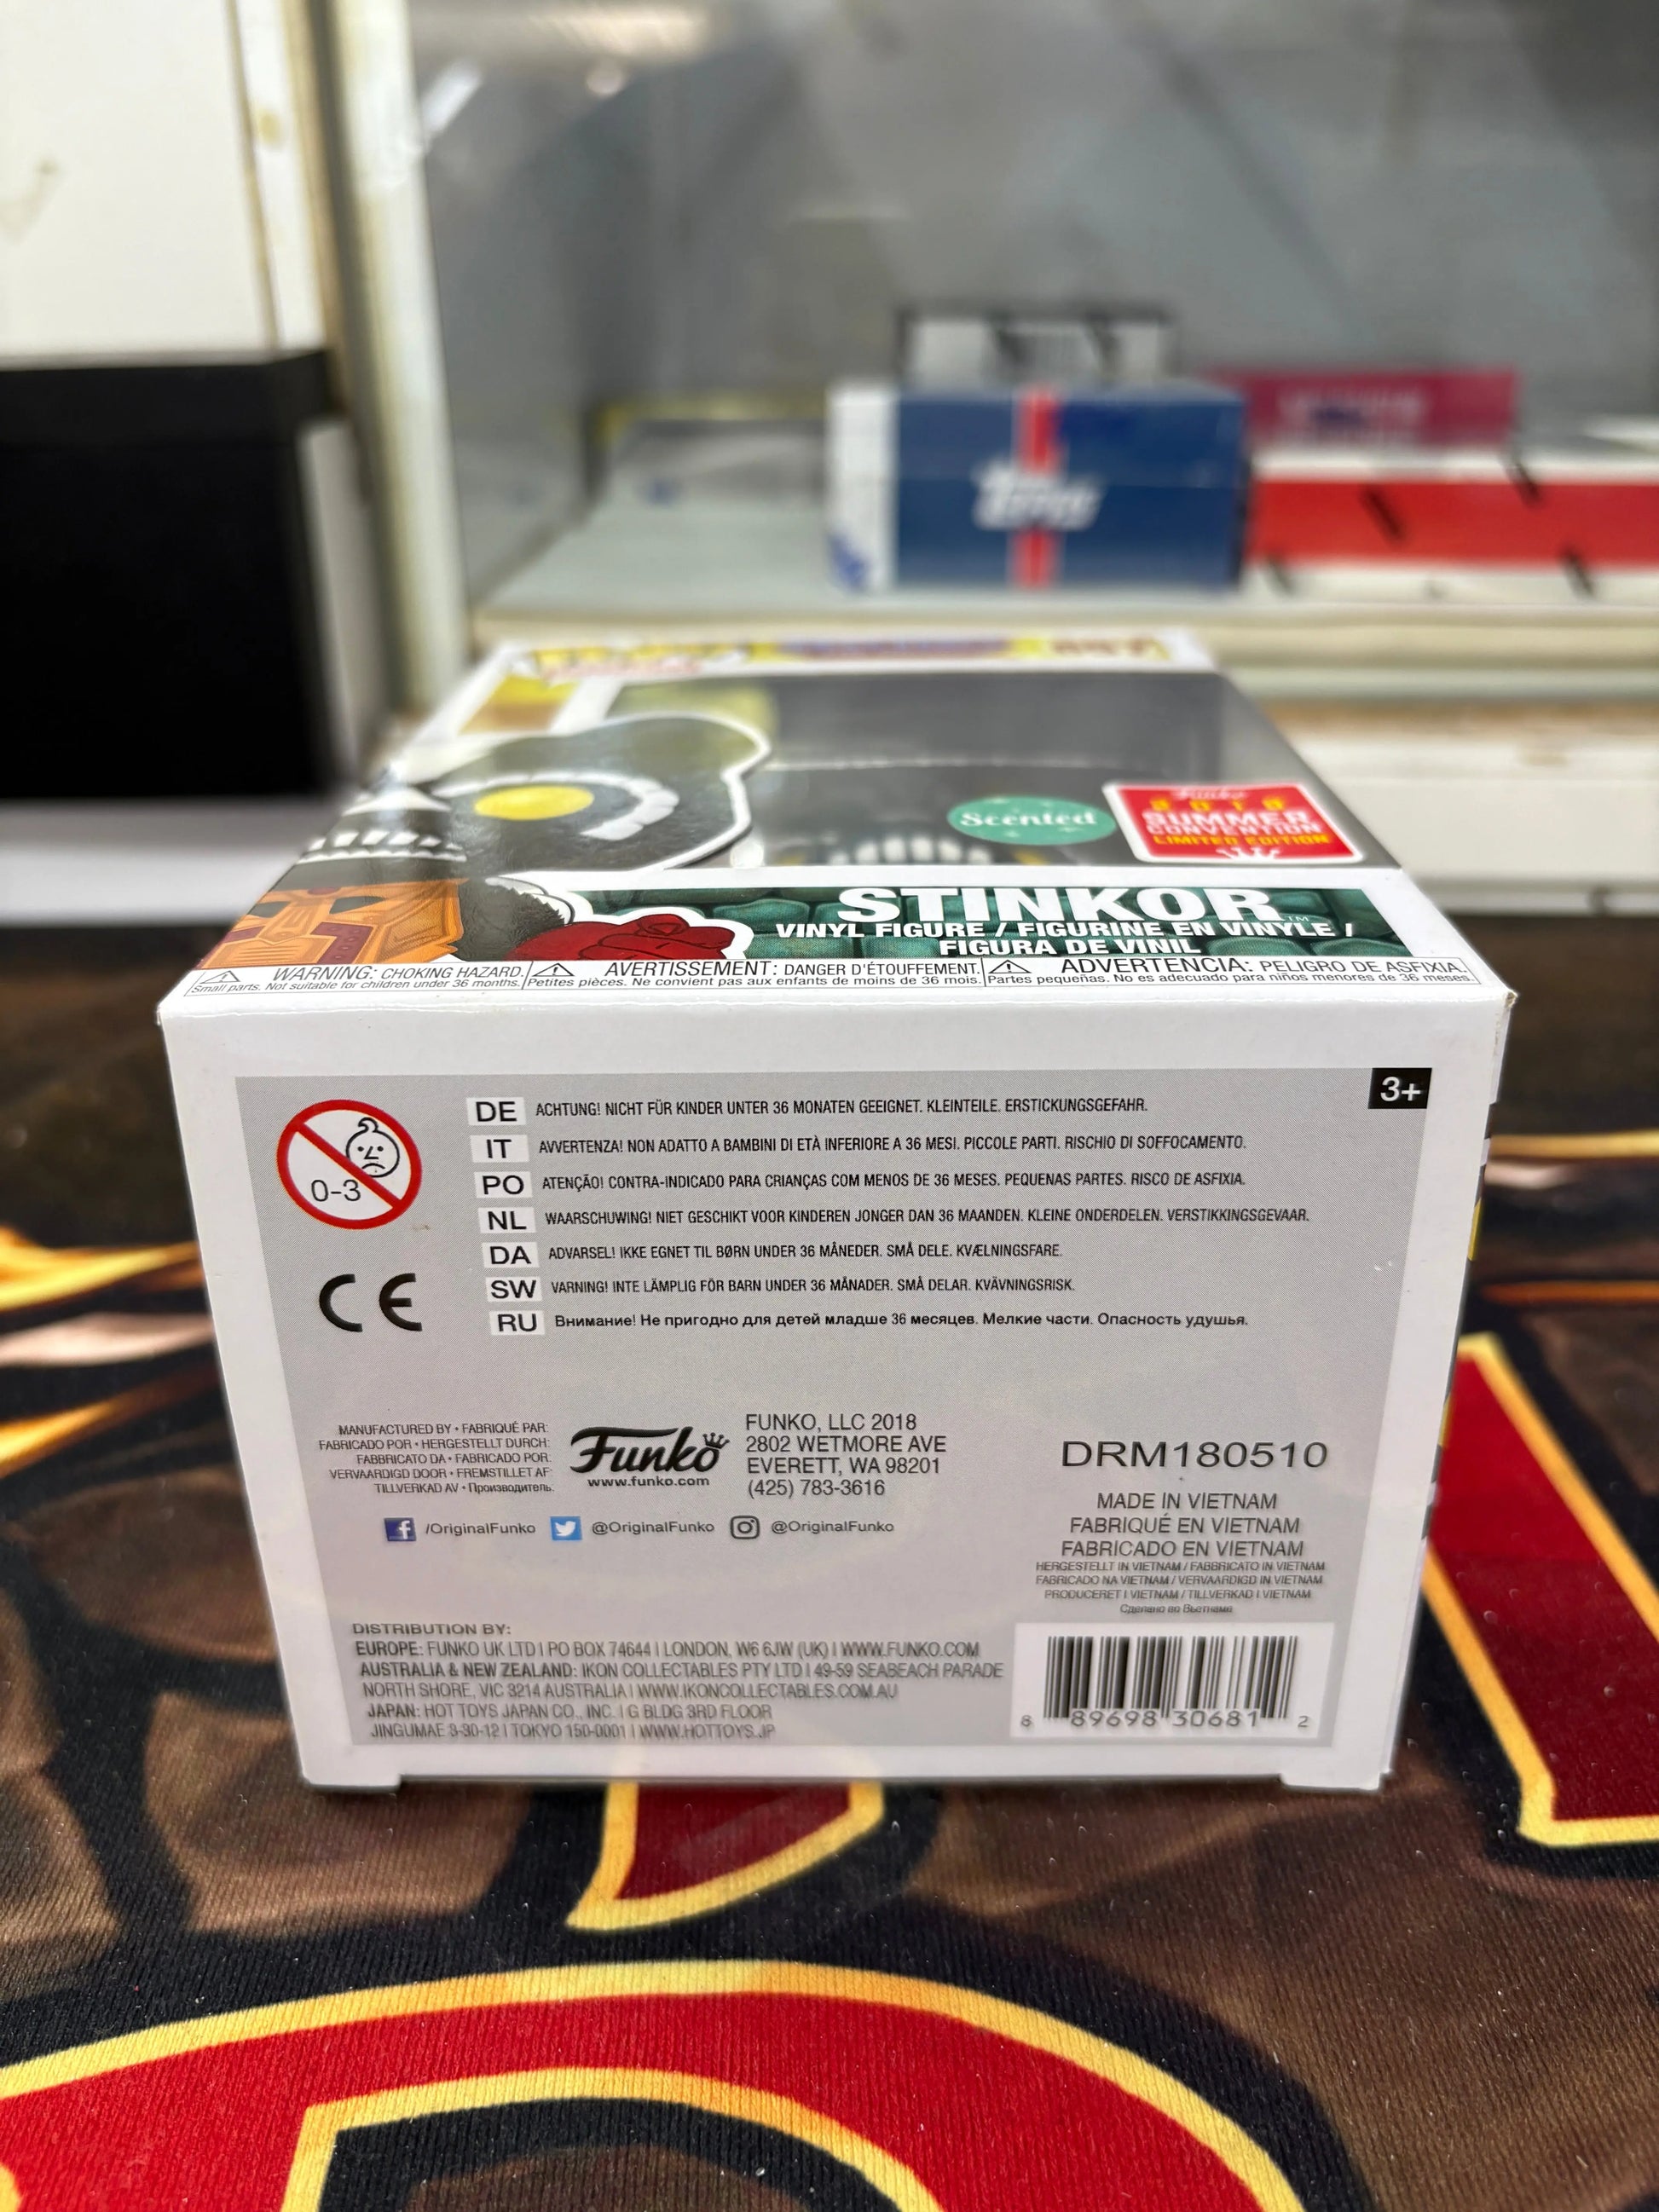 Topps
Scented
Funko
2018
SUMMER
CONVENTION
LIMITED EDITION
STINKOR™
VINYL FIGURE / FIGURINE EN VINYLE /
FIGURA DE VINIL
WARNING: CHOKING HAZARD.
Small parts. Not suitable for children under 36 months.
AVERTISSEMENT: DANGER D'ÉTOUFFEMENT.
Petites pièces. Ne convient pas aux enfants de moins de 36 mois.
ADVERTENCIA: PELIGRO DE ASFIXIA.
Partes pequeñas. No es adecuado para niños menores de 36 meses.
3+
0-3
CE
DE ACHTUNG! NICHT FÜR KINDER UNTER 36 MONATEN GEEIGNET. KLEINTEILE. ERSTICKUNGSGEFAHR.
IT AVVERTENZA! NON ADATTO A BAMBINI DI ETÀ INFERIORE A 36 MESI. PICCOLE PARTI. RISCHIO DI SOFFOCAMENTO.
PO ATENÇÃO! CONTRA-INDICADO PARA CRIANÇAS COM MENOS DE 36 MESES. PEQUENAS PARTES. RISCO DE ASFIXIA.
NL WAARSCHUWING! NIET GESCHIKT VOOR KINDEREN JONGER DAN 36 MAANDEN. KLEINE ONDERDELEN. VERSTIKKINGSGEVAAR.
DA ADVARSEL! IKKE EGNET TIL BØRN UNDER 36 MÅNEDER. SMÅ DELE. KVÆLNINGSFARE.
SW VARNING! INTE LÄMPLIG FÖR BARN UNDER 36 MÅNADER. SMÅ DELAR. KVÄVNINGSRISK.
RU Внимание! Не пригодно для детей младше 36 месяцев. Мелкие части. Опасность удушья.
MANUFACTURED BY • FABRIQUÉ PAR:
FABRICADO POR • HERGESTELLT DURCH:
FABBRICATO DA • FABRICADO POR:
VERVAARDIGD DOOR • FREMSTILLET AF:
TILLVERKAD AV • Производитель:
Funko
www.funko.com
FUNKO, LLC 2018
2802 WETMORE AVE
EVERETT, WA 98201
(425) 783-3616
/OriginalFunko @OriginalFunko @OriginalFunko
DRM180510
MADE IN VIETNAM
FABRIQUÉ EN VIETNAM
FABRICADO EN VIETNAM
HERGESTELLT IN VIETNAM / FABBRICATO IN VIETNAM
FABRICADO NA VIETNAM / VERVAARDIGD IN VIETNAM
PRODUCERET I VIETNAM / TILLVERKAD I VIETNAM
Сделано во Вьетнаме
DISTRIBUTION BY:
EUROPE: FUNKO UK LTD | PO BOX 74644 | LONDON, W6 6JW (UK) | WWW.FUNKO.COM
AUSTRALIA & NEW ZEALAND: IKON COLLECTABLES PTY LTD | 49-59 SEABEACH PARADE
NORTH SHORE, VIC 3214 AUSTRALIA | WWW.IKONCOLLECTABLES.COM.AU
JAPAN: HOT TOYS JAPAN CO., INC. | G BLDG 3RD FLOOR
JINGUMAE 3-30-12 | TOKYO 150-0001 | WWW.HOTTOYS.JP
8 89698 30681 2